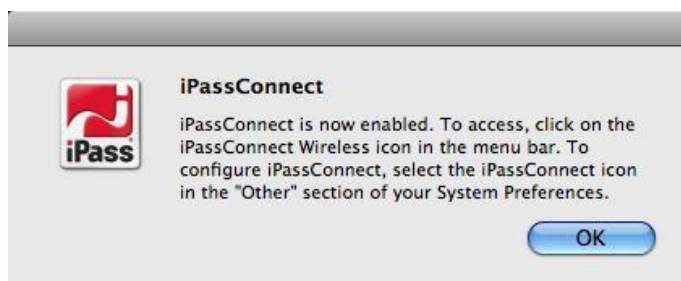 iPassConnect
iPassConnect is now enabled. To access, click on the
iPassConnect Wireless icon in the menu bar. To
configure iPassConnect, select the iPassConnect icon
in the "Other" section of your System Preferences.
iPass
OK